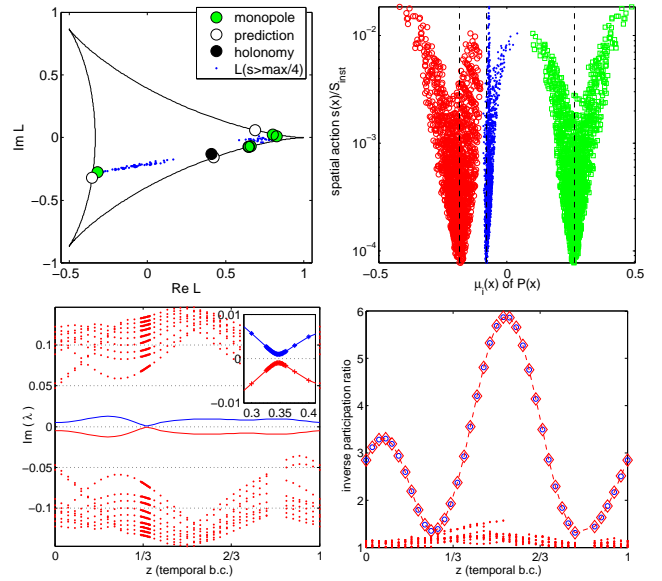 monopole
prediction
holonomy
L(s>max/4)
1
0.5
0
−0.5
−1
−0.5 0 0.5 1
Im L
Re L
10^−2
10^−3
10^−4
−0.5 0 0.5
spatial action s(x)/S_inst
μ_i(x) of P(x)
0.1
0.05
0
−0.05
−0.1
0 1/3 2/3 1
Im(λ)
z (temporal b.c.)
0.01
0
−0.01
0.3 0.35 0.4
6
5
4
3
2
1
0 1/3 2/3 1
inverse participation ratio
z (temporal b.c.)